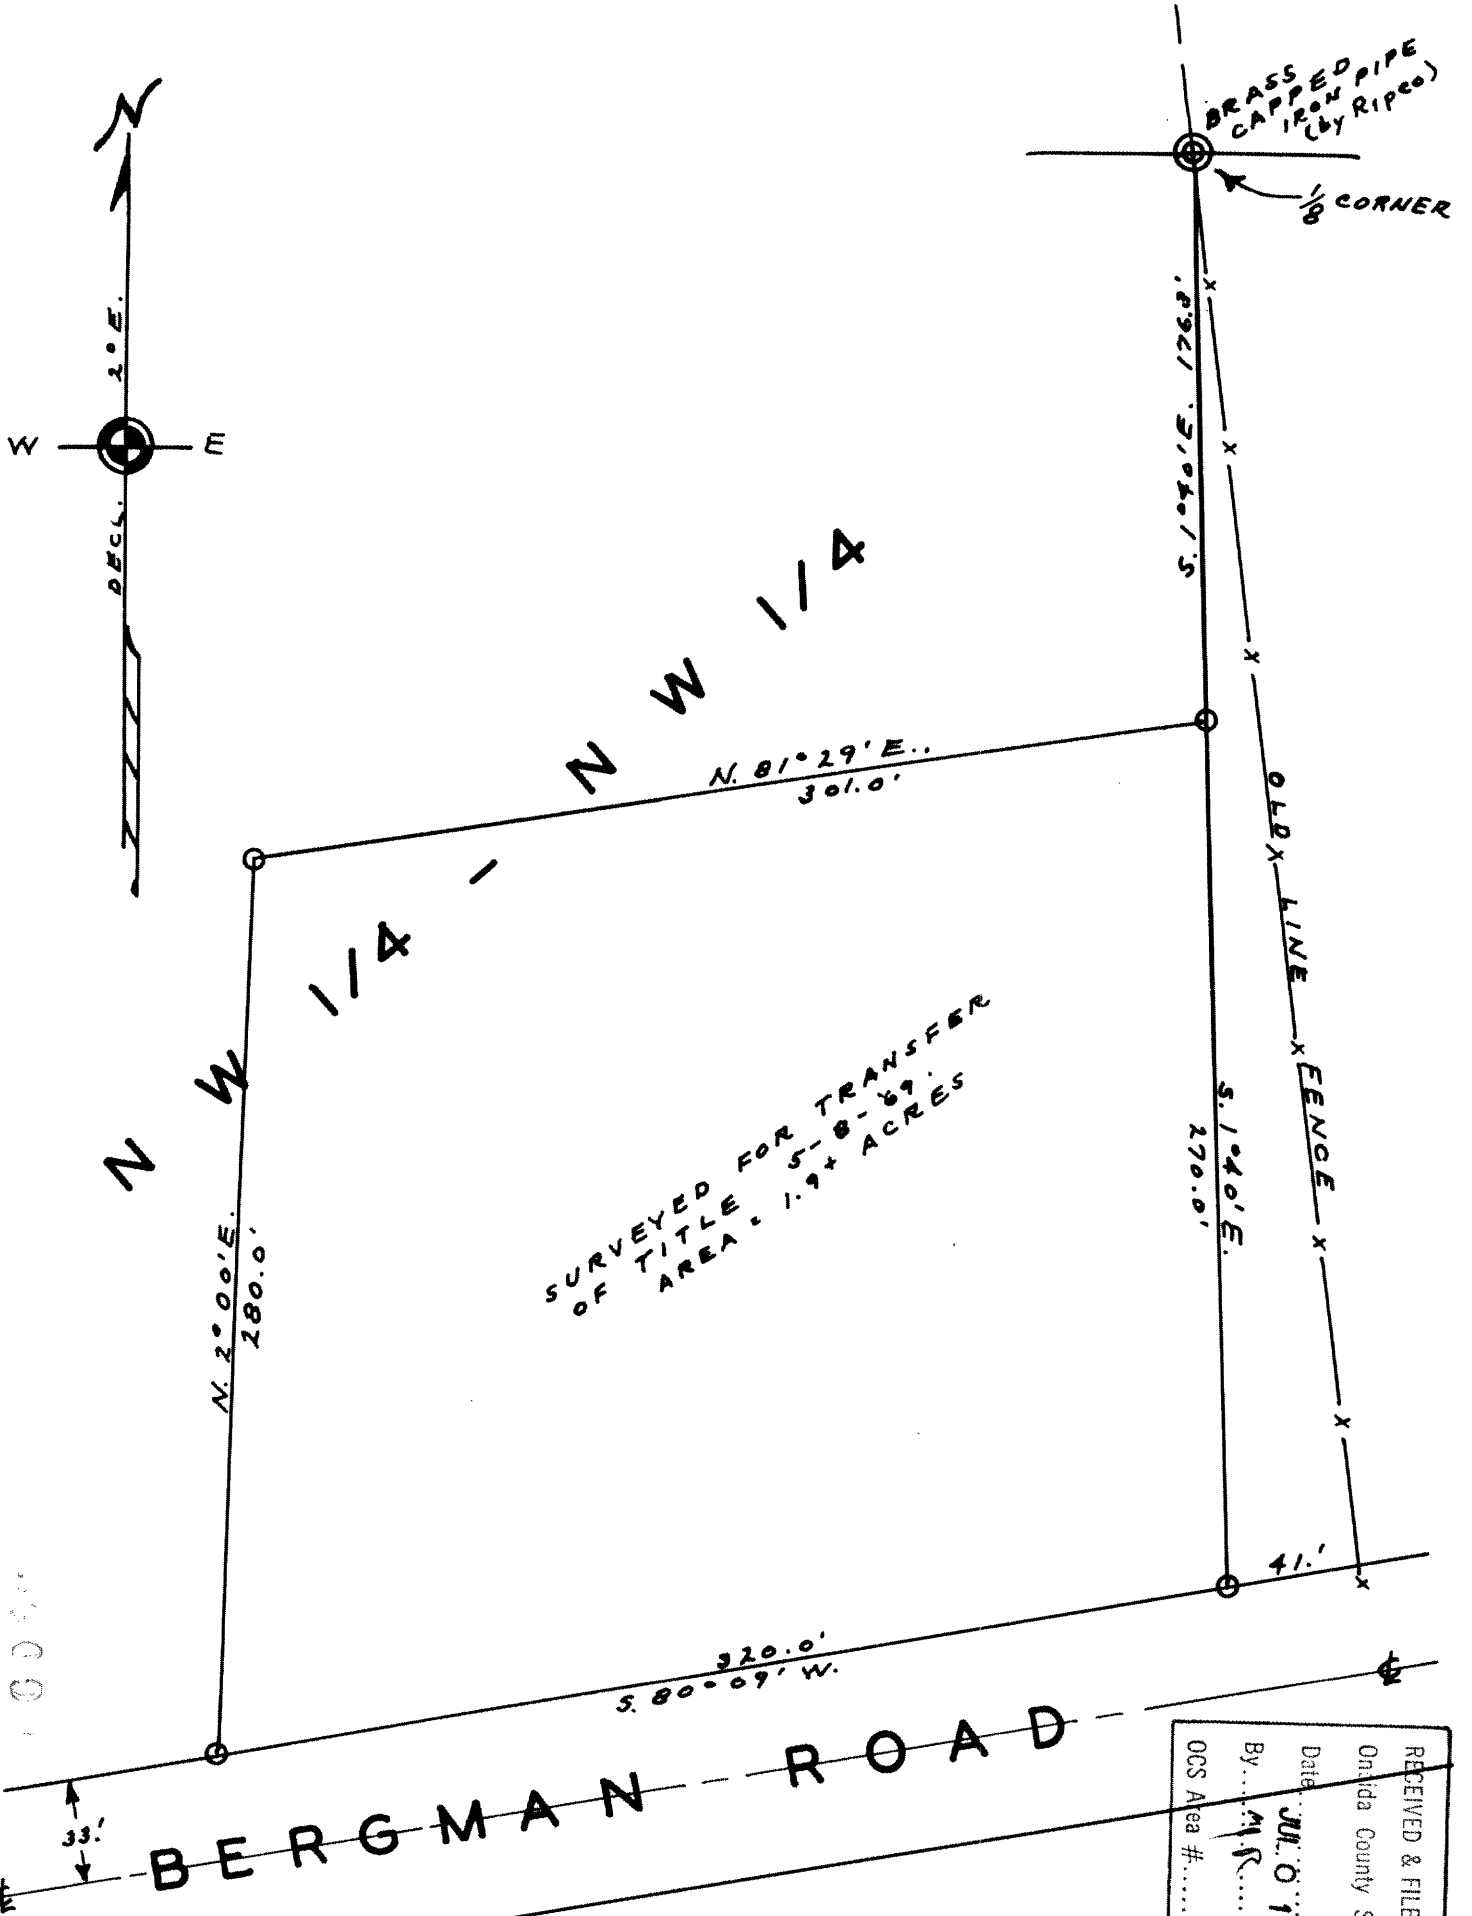 N
BRASS
CAPPED
IRON PIPE
(by Ripco)
1/8 CORNER
DECL. 2° E.
W E
S. 1°40' E. 176.8'
N W 1/4 - N W 1/4
N. 81° 29' E.
301.0'
OLD LINE FENCE
S. 1°40' E.
270.0'
SURVEYED FOR TRANSFER
OF TITLE 5-8-'69.
AREA = 1.9± ACRES
N. 2° 00' E.
280.0'
41.'
320.0'
S. 80° 09' W.
33.'
BERGMAN ROAD
RECEIVED & FILE
Oneida County S
Date JUL 0 1
By M.R.
OCS Area #